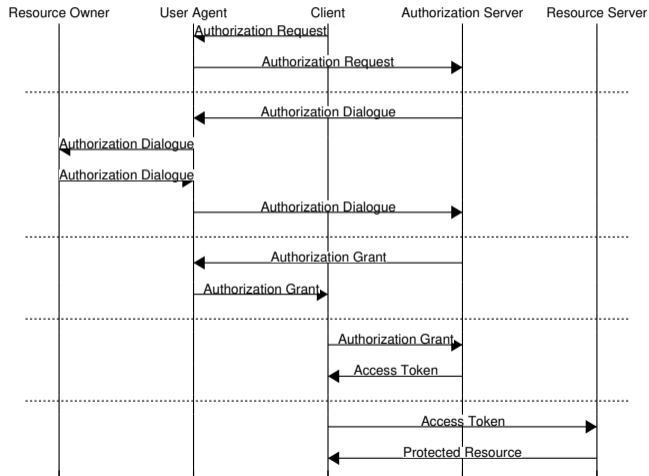 Resource Owner User Agent Client Authorization Server Resource Server
Authorization Request
Authorization Request
Authorization Dialogue
Authorization Dialogue
Authorization Dialogue
Authorization Dialogue
Authorization Grant
Authorization Grant
Authorization Grant
Access Token
Access Token
Protected Resource